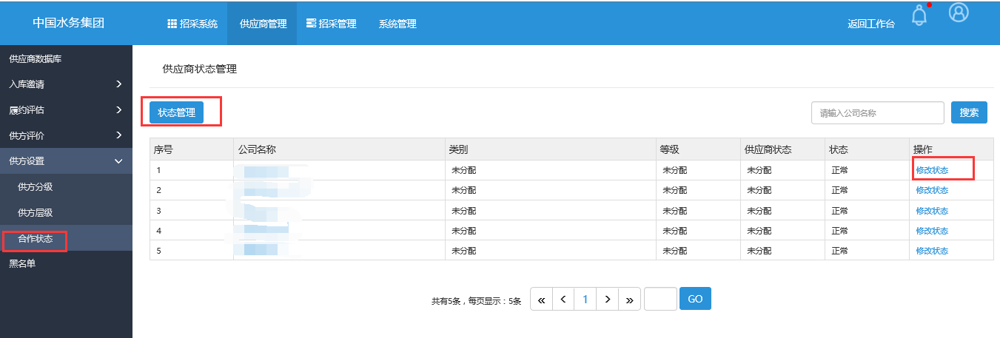 中国水务集团 招采系统 供应商管理 招采管理 系统管理 返回工作台
供应商数据库
入库邀请
履约评估
供方评价
供方设置
供方分级
供方层级
合作状态
黑名单
供应商状态管理
状态管理 请输入公司名称 搜索
序号 公司名称 类别 等级 供应商状态 状态 操作
1 未分配 未分配 未分配 正常 修改状态
2 未分配 未分配 未分配 正常 修改状态
3 未分配 未分配 未分配 正常 修改状态
4 未分配 未分配 未分配 正常 修改状态
5 未分配 未分配 未分配 正常 修改状态
共有5条，每页显示：5条 « < 1 > » GO